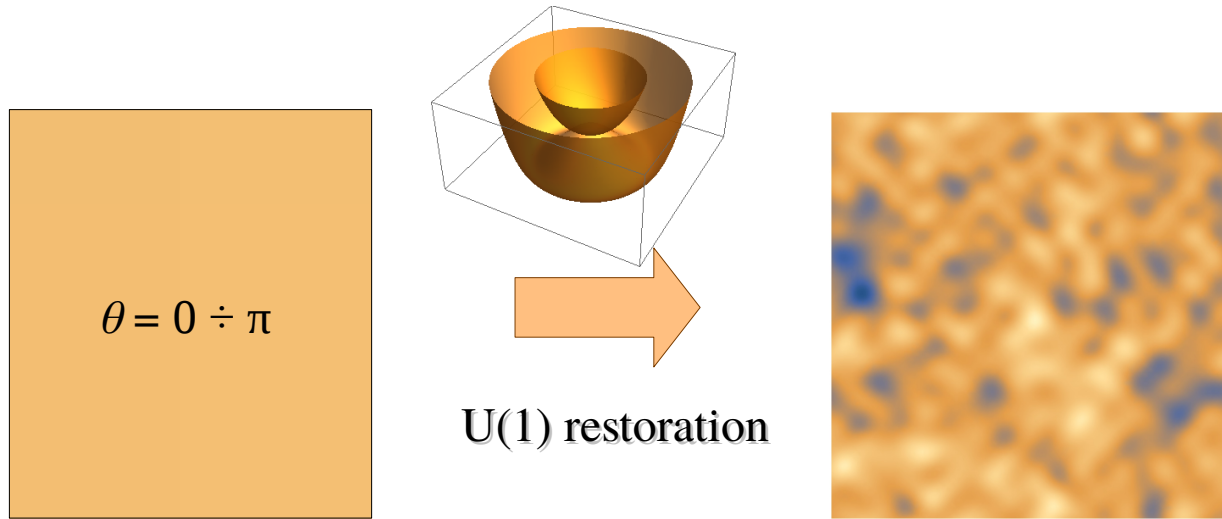 θ = 0 ÷ π
U(1) restoration